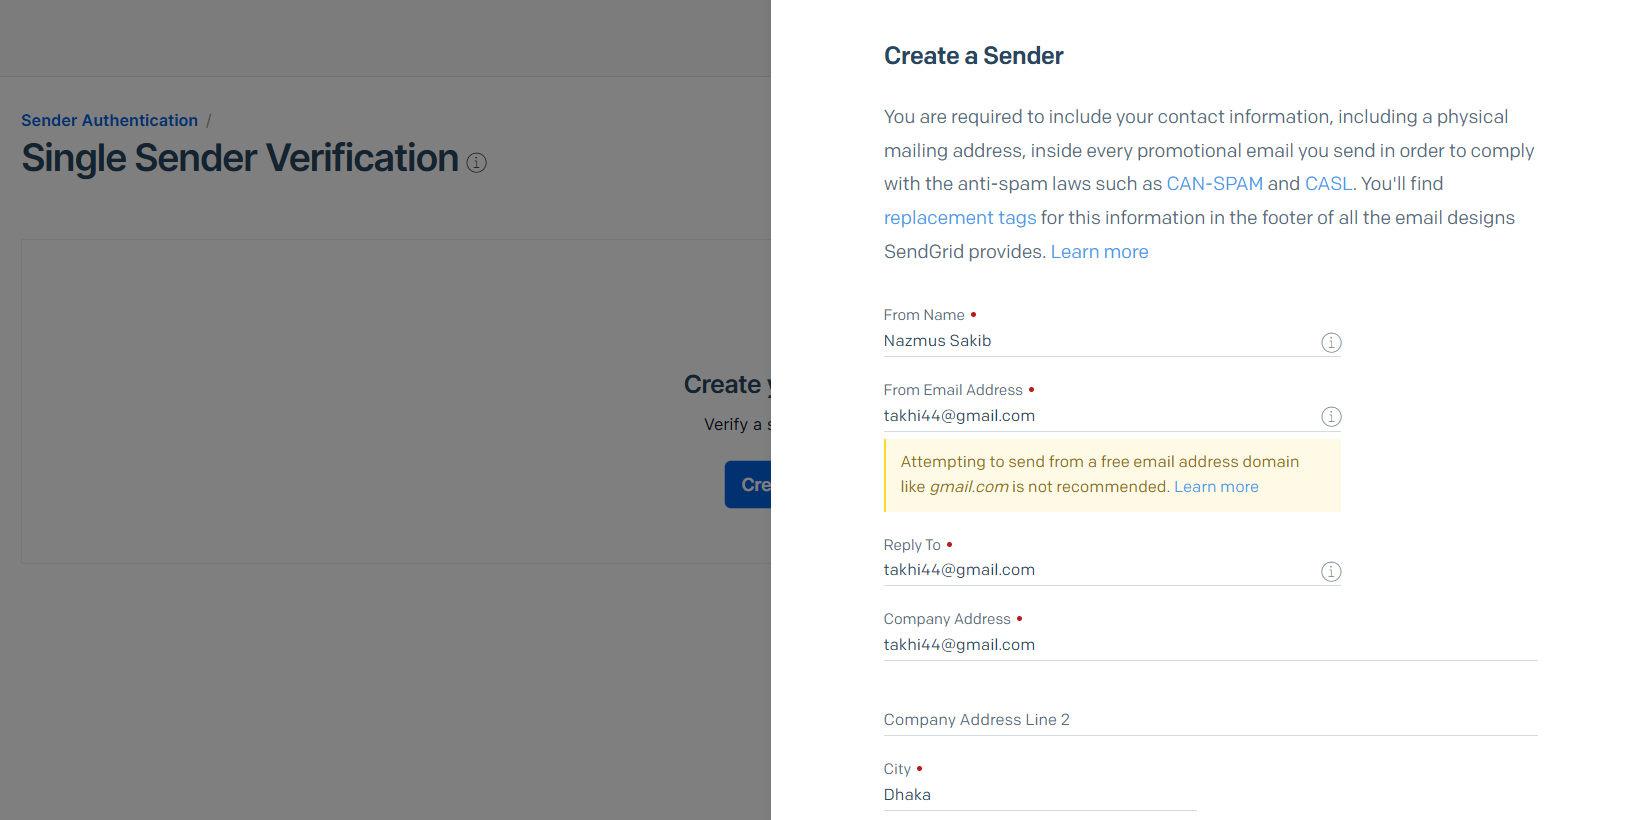 Sender Authentication /
Single Sender Verification
Create
Verify a
Cre
Create a Sender
You are required to include your contact information, including a physical
mailing address, inside every promotional email you send in order to comply
with the anti-spam laws such as CAN-SPAM and CASL. You'll find
replacement tags for this information in the footer of all the email designs
SendGrid provides. Learn more
From Name •
Nazmus Sakib
From Email Address •
takhi44@gmail.com
Attempting to send from a free email address domain
like gmail.com is not recommended. Learn more
Reply To •
takhi44@gmail.com
Company Address •
takhi44@gmail.com
Company Address Line 2
City •
Dhaka